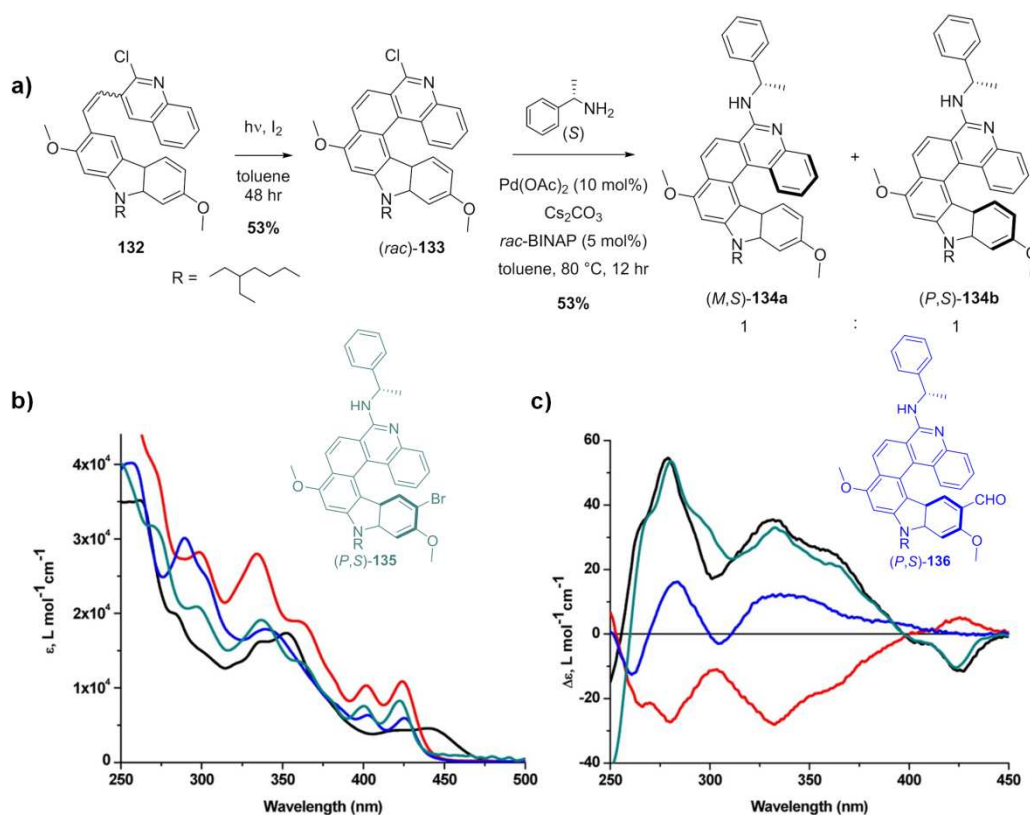 a)
Cl
N
O
N
R
O
132
R =
hν, I2
toluene
48 hr
53%
Cl
N
O
N
R
O
(rac)-133
NH2
(S)
Pd(OAc)2 (10 mol%)
Cs2CO3
rac-BINAP (5 mol%)
toluene, 80 °C, 12 hr
53%
HN
N
O
N
R
O
(M,S)-134a
1
+
:
HN
N
O
N
R
O
(P,S)-134b
1
b)
HN
N
O
Br
N
R
O
(P,S)-135
ε, L mol-1cm-1
4x10^4
3x10^4
2x10^4
1x10^4
0
250 300 350 400 450 500
Wavelength (nm)
c)
HN
N
O
CHO
N
R
O
(P,S)-136
Δε, L mol-1cm-1
60
40
20
0
-20
-40
250 300 350 400 450
Wavelength (nm)